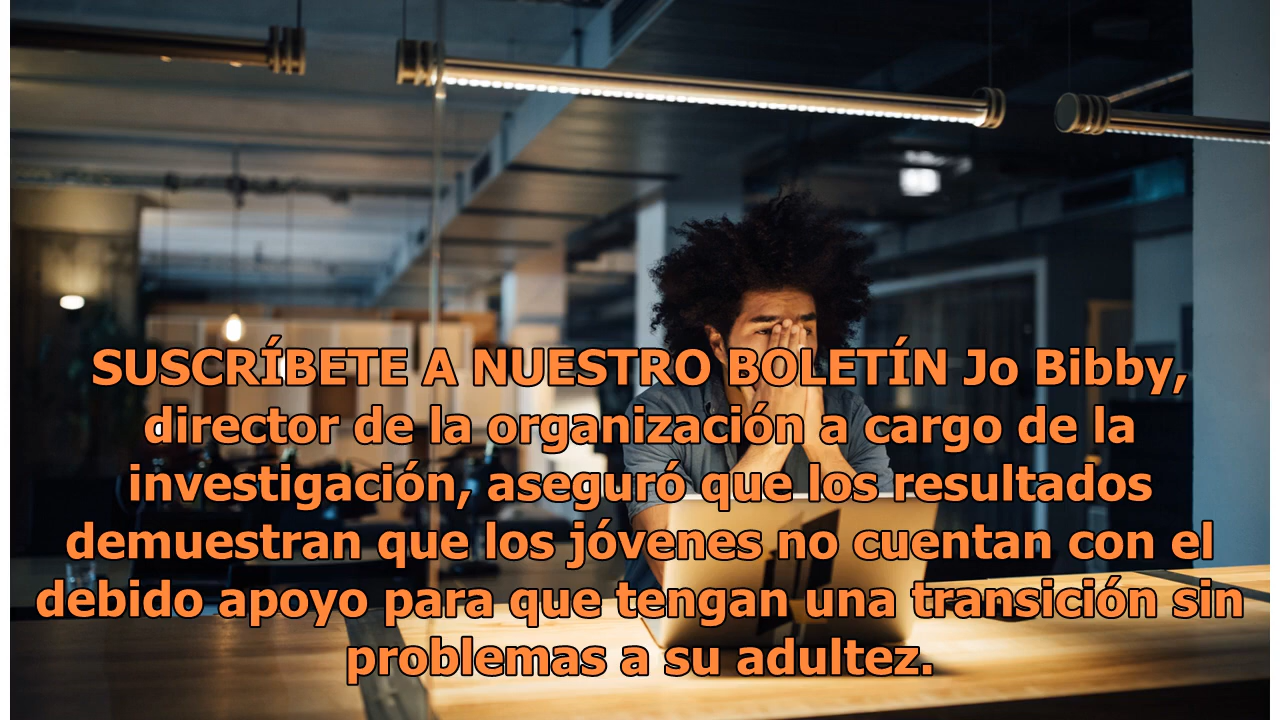 SUSCRÍBETE A NUESTRO BOLETÍN Jo Bibby,
director de la organización a cargo de la
investigación, aseguró que los resultados
demuestran que los jóvenes no cuentan con el
debido apoyo para que tengan una transición sin
problemas a su adultez.